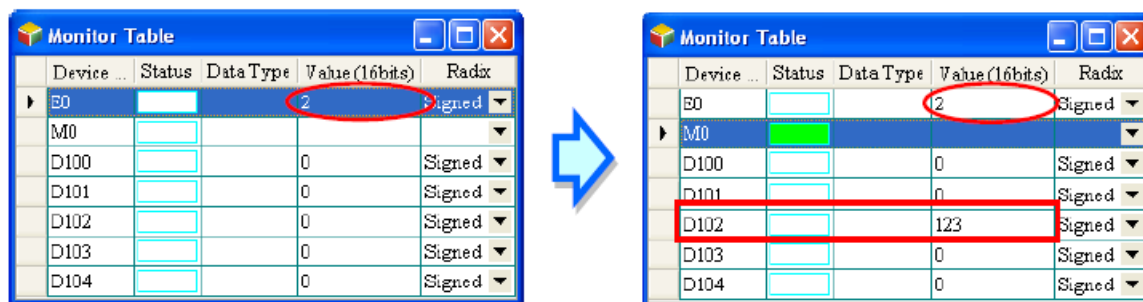 Monitor Table
Device ... Status Data Type Value (16bits) Radix
E0 2 Signed
M0
D100 0 Signed
D101 0 Signed
D102 0 Signed
D103 0 Signed
D104 0 Signed
Monitor Table
Device ... Status Data Type Value (16bits) Radix
E0 2 Signed
M0
D100 0 Signed
D101 0 Signed
D102 123 Signed
D103 0 Signed
D104 0 Signed